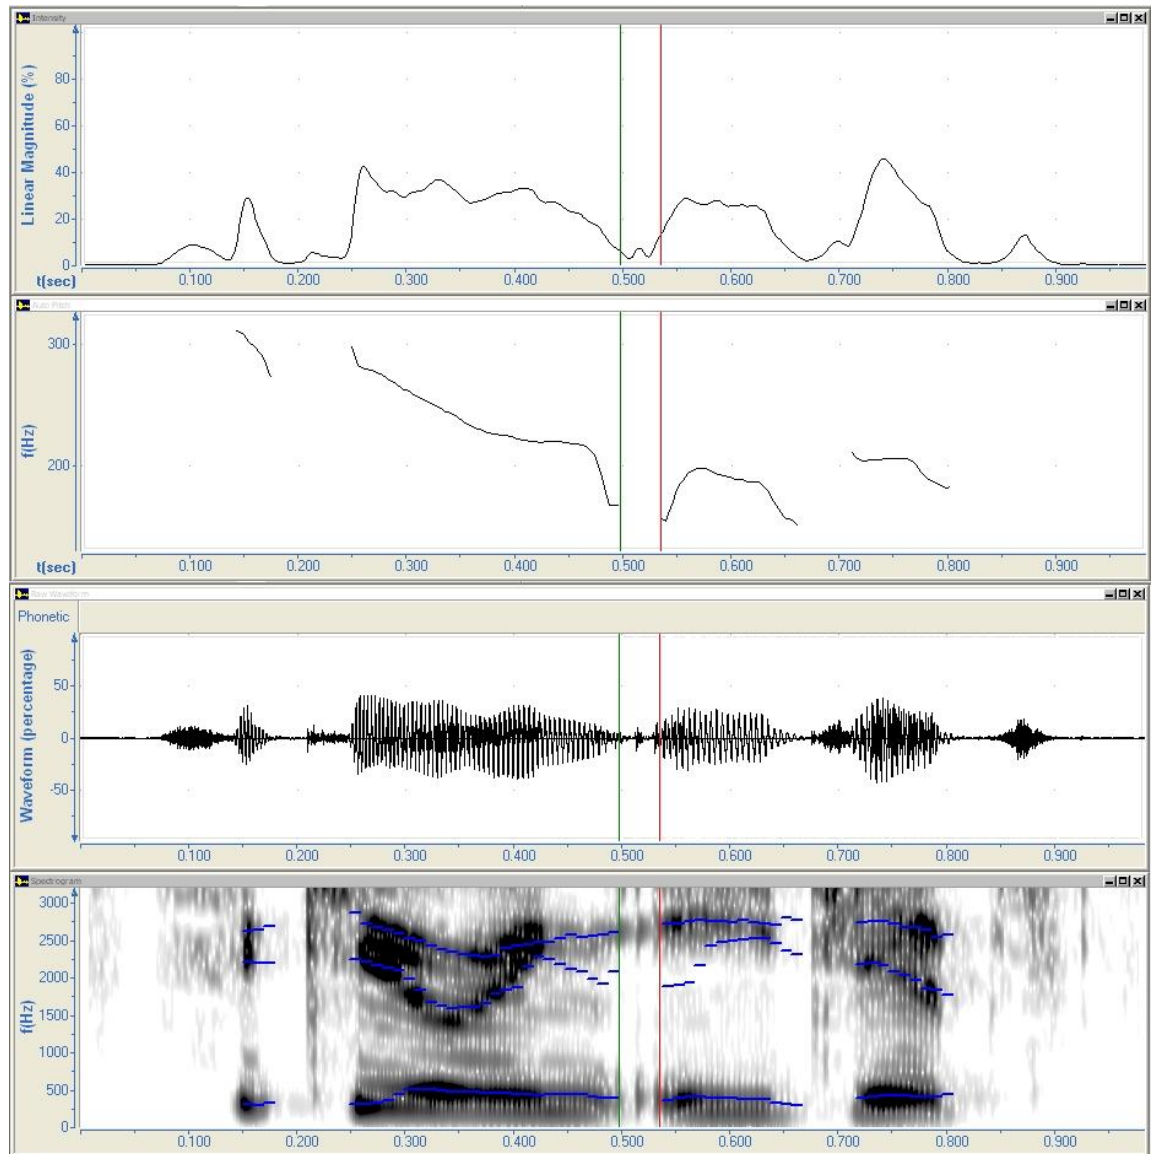 Intensity
Linear Magnitude (%)
80
60
40
20
0
t(sec)
0.100 0.200 0.300 0.400 0.500 0.600 0.700 0.800 0.900
Auto Pitch
f(Hz)
300
200
t(sec)
0.100 0.200 0.300 0.400 0.500 0.600 0.700 0.800 0.900
Raw Waveform
Phonetic
Waveform (percentage)
50
0
-50
0.100 0.200 0.300 0.400 0.500 0.600 0.700 0.800 0.900
Spectrogram
f(Hz)
3000
2500
2000
1500
1000
500
0
0.100 0.200 0.300 0.400 0.500 0.600 0.700 0.800 0.900